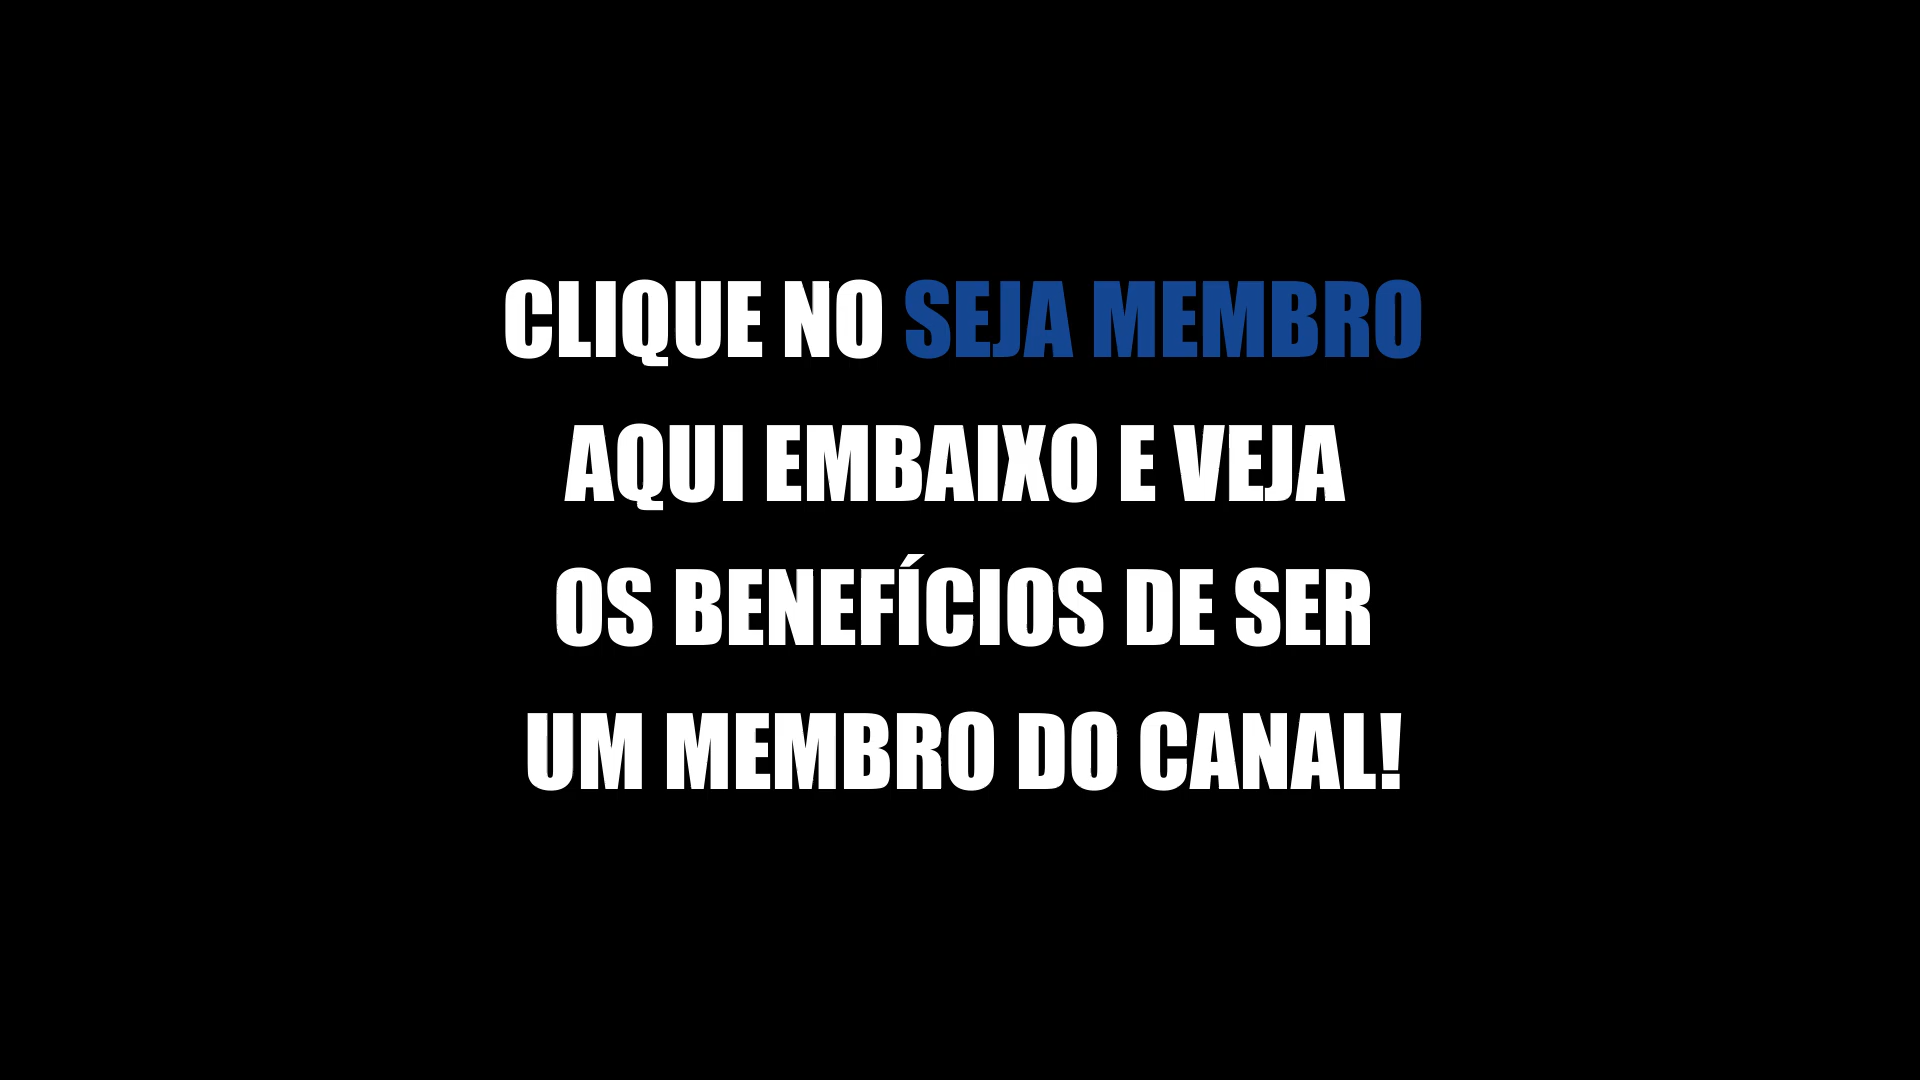 CLIQUE NO SEJA MEMBRO
AQUI EMBAIXO E VEJA
OS BENEFÍCIOS DE SER
UM MEMBRO DO CANAL!